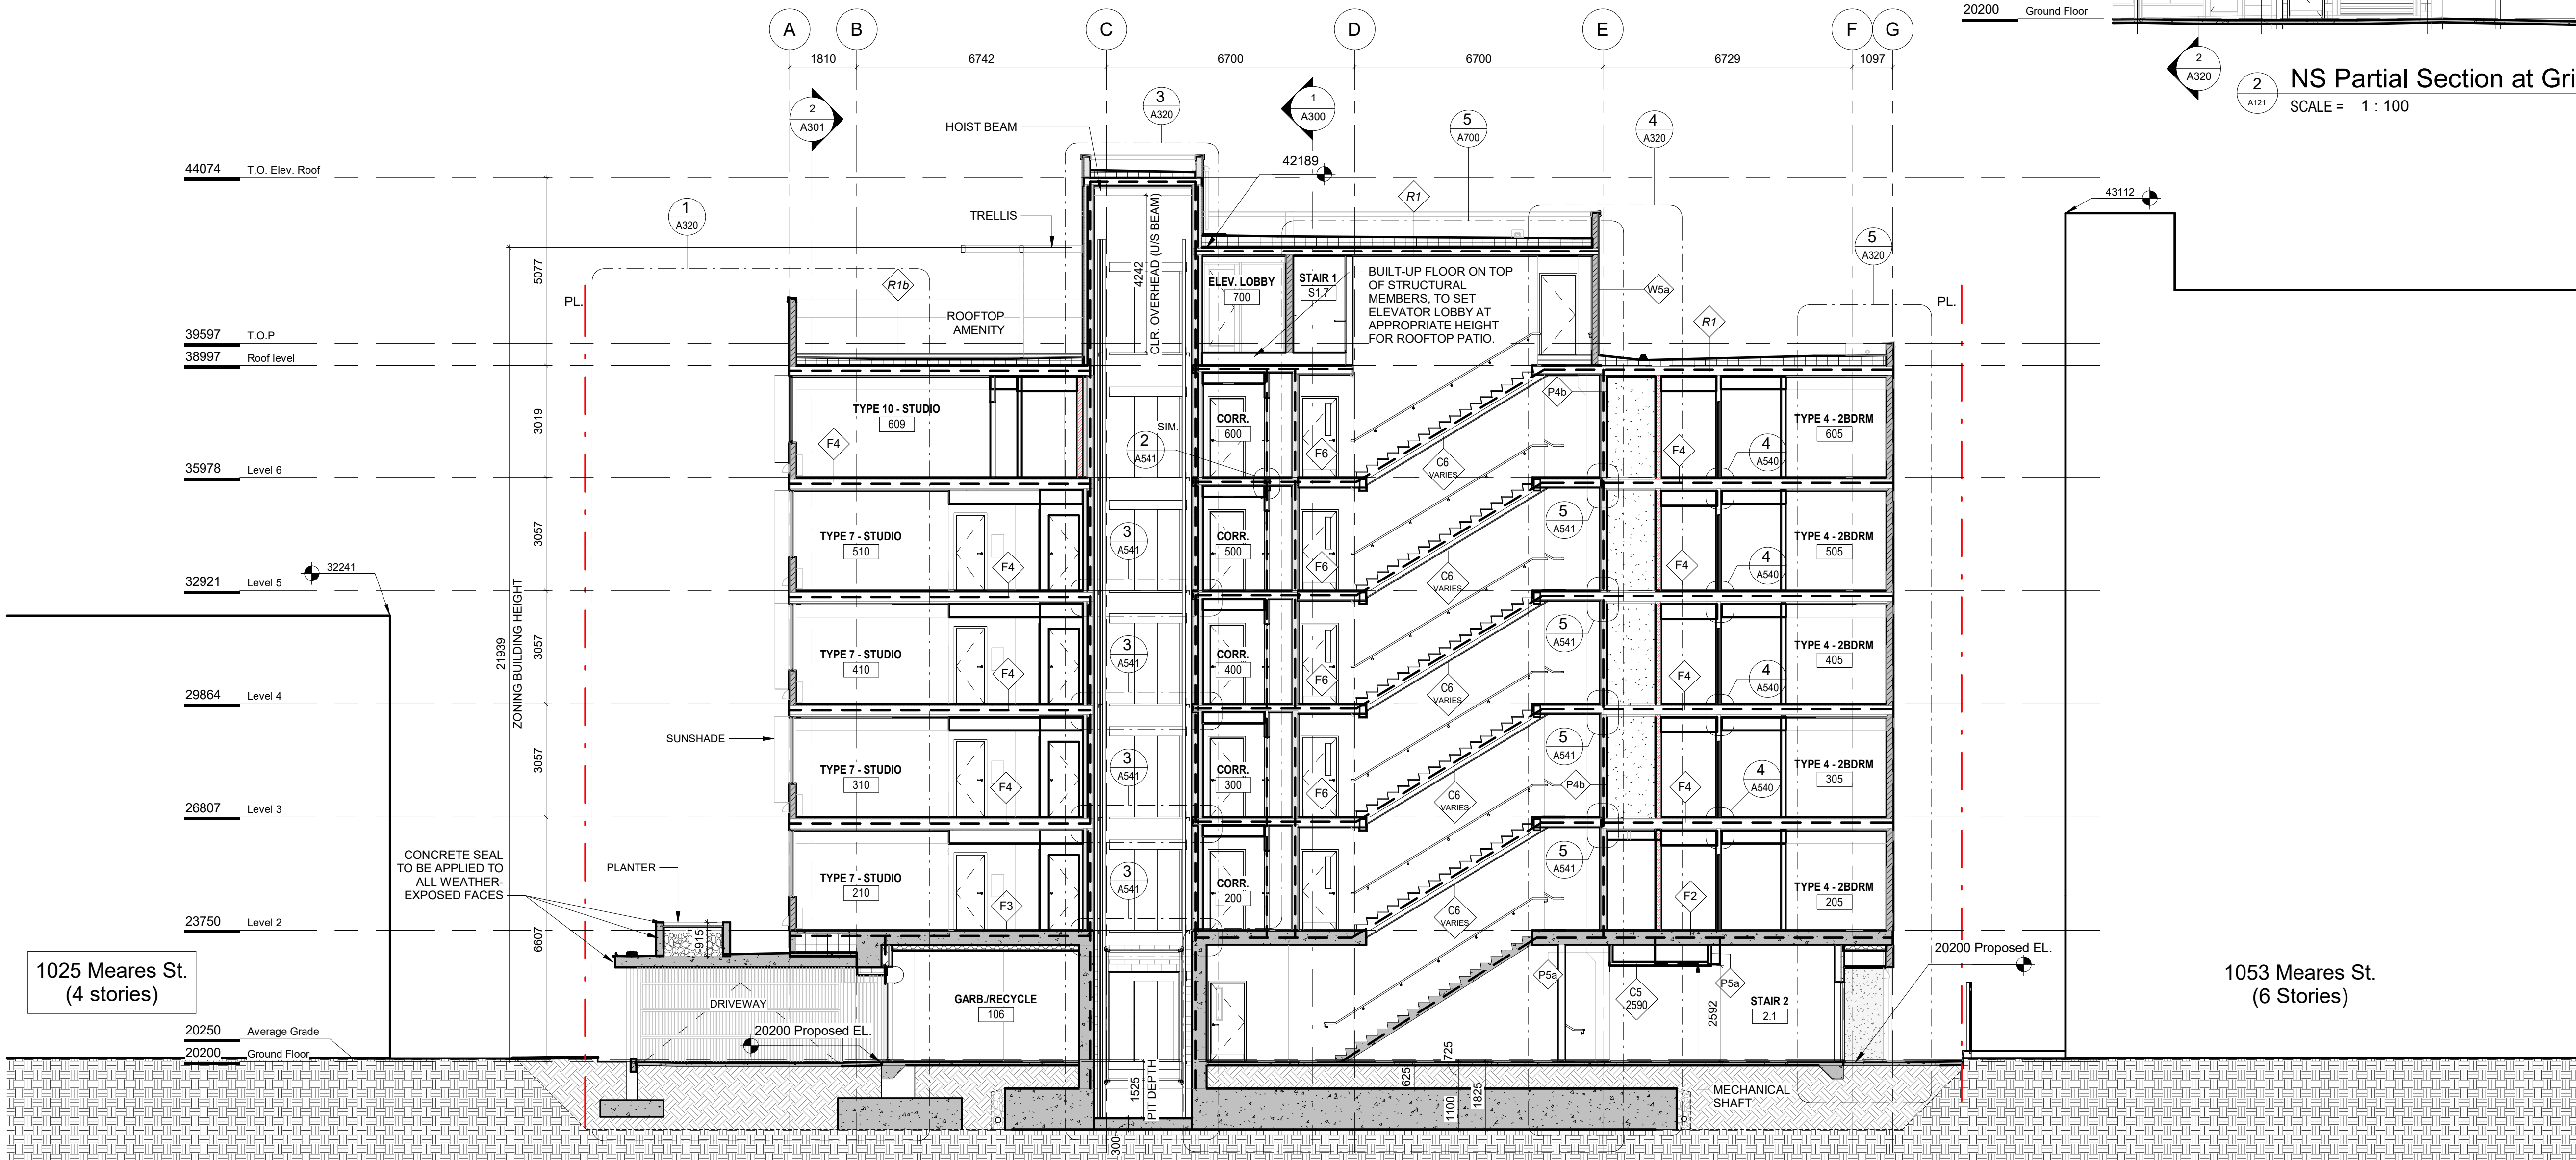 A
B
C
D
E
F
G
1810
6742
6700
6700
6729
1097
20200 Ground Floor
2
A320
2
A121
NS Partial Section at Gri
SCALE = 1 : 100
2
A301
3
A320
1
A300
5
A700
4
A320
HOIST BEAM
42189
44074 T.O. Elev. Roof
43112
1
A320
TRELLIS
R1
5
A320
5077
4242
CLR. OVERHEAD (U/S BEAM)
ELEV. LOBBY
700
STAIR 1
S1.7
BUILT-UP FLOOR ON TOP
OF STRUCTURAL
MEMBERS, TO SET
ELEVATOR LOBBY AT
APPROPRIATE HEIGHT
FOR ROOFTOP PATIO.
W5a
R1b
PL.
PL.
ROOFTOP
AMENITY
R1
39597 T.O.P
38997 Roof level
3019
TYPE 10 - STUDIO
609
F4
SIM.
2
A541
CORR.
600
F6
C6
VARIES
P4b
F4
4
A540
TYPE 4 - 2BDRM
605
35978 Level 6
3057
TYPE 7 - STUDIO
510
F4
3
A541
CORR.
500
F6
C6
VARIES
5
A541
F4
4
A540
TYPE 4 - 2BDRM
505
32241
32921 Level 5
21939
ZONING BUILDING HEIGHT
3057
TYPE 7 - STUDIO
410
F4
3
A541
CORR.
400
F6
C6
VARIES
5
A541
F4
4
A540
TYPE 4 - 2BDRM
405
29864 Level 4
3057
SUNSHADE
TYPE 7 - STUDIO
310
F4
3
A541
CORR.
300
F6
C6
VARIES
5
A541
P4b
F4
4
A540
TYPE 4 - 2BDRM
305
26807 Level 3
CONCRETE SEAL
TO BE APPLIED TO
ALL WEATHER-
EXPOSED FACES
PLANTER
TYPE 7 - STUDIO
210
F3
3
A541
CORR.
200
C6
VARIES
5
A541
F2
TYPE 4 - 2BDRM
205
23750 Level 2
6607
915
20200 Proposed EL.
1025 Meares St.
(4 stories)
1053 Meares St.
(6 Stories)
DRIVEWAY
GARB./RECYCLE
106
P5a
C5
2590
P5a
2592
STAIR 2
2.1
20250 Average Grade
20200 Ground Floor
20200 Proposed EL.
1525
PIT DEPTH
300
725
625
1100
1825
MECHANICAL
SHAFT